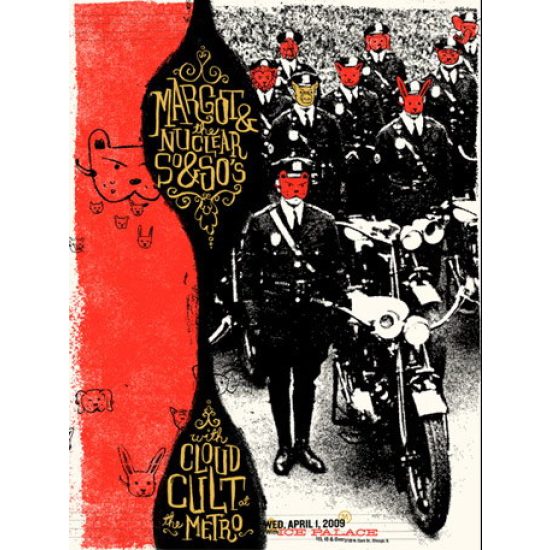 MARGOT &
the
NUCLEAR
SO & SO'S
with
CLOUD
CULT at
the METRO
WED, APRIL 1, 2009
ICE PALACE